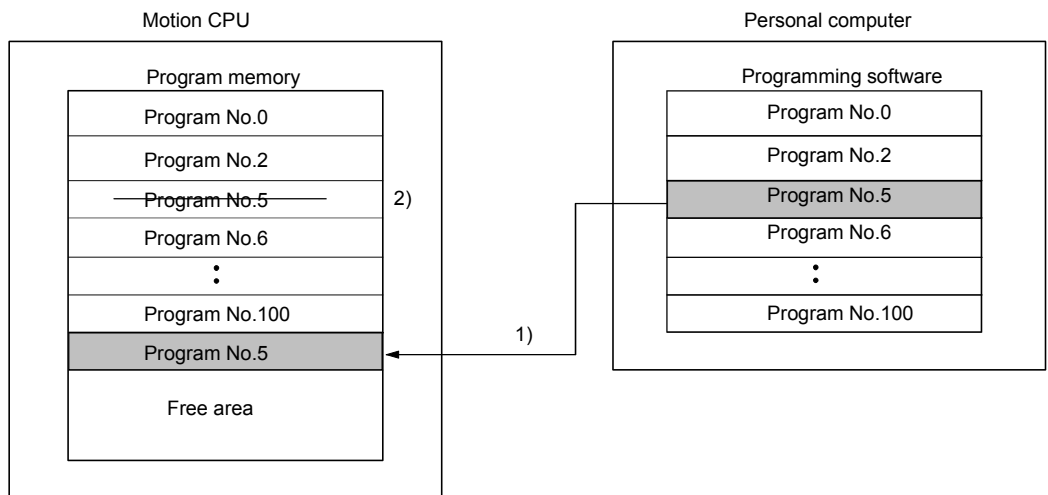 Motion CPU
Program memory
Program No.0
Program No.2
Program No.5
2)
Program No.6
Program No.100
Program No.5
Free area
1)
Personal computer
Programming software
Program No.0
Program No.2
Program No.5
Program No.6
Program No.100